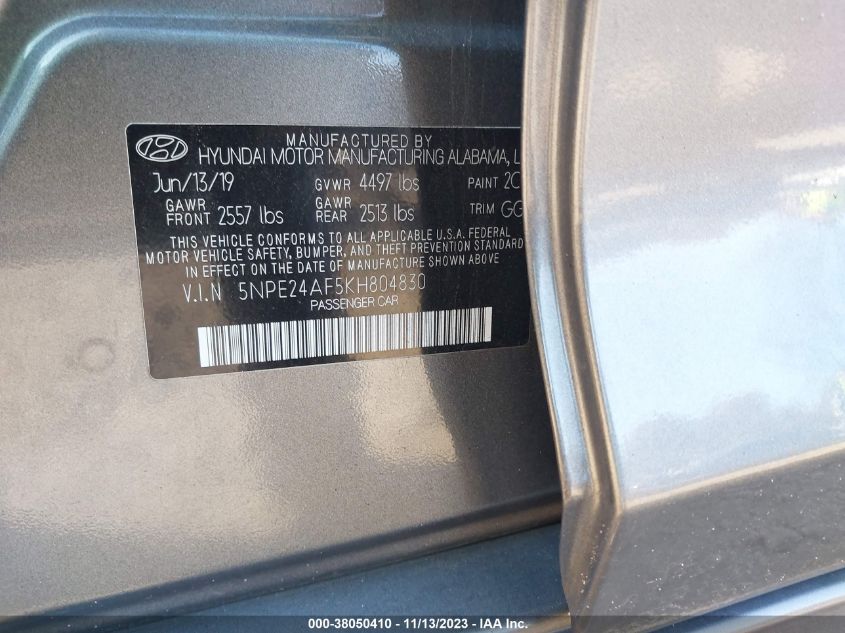 MANUFACTURED BY
HYUNDAI MOTOR MANUFACTURING ALABAMA, L
Jun/13/19 GVWR 4497 lbs PAINT 2C
GAWR FRONT 2557 lbs GAWR REAR 2513 lbs TRIM GG
THIS VEHICLE CONFORMS TO ALL APPLICABLE U.S.A. FEDERAL
MOTOR VEHICLE SAFETY, BUMPER, AND THEFT PREVENTION STANDARD
IN EFFECT ON THE DATE OF MANUFACTURE SHOWN ABOVE
V.I.N 5NPE24AF5KH804830
PASSENGER CAR
000-38050410 - 11/13/2023 - IAA Inc.